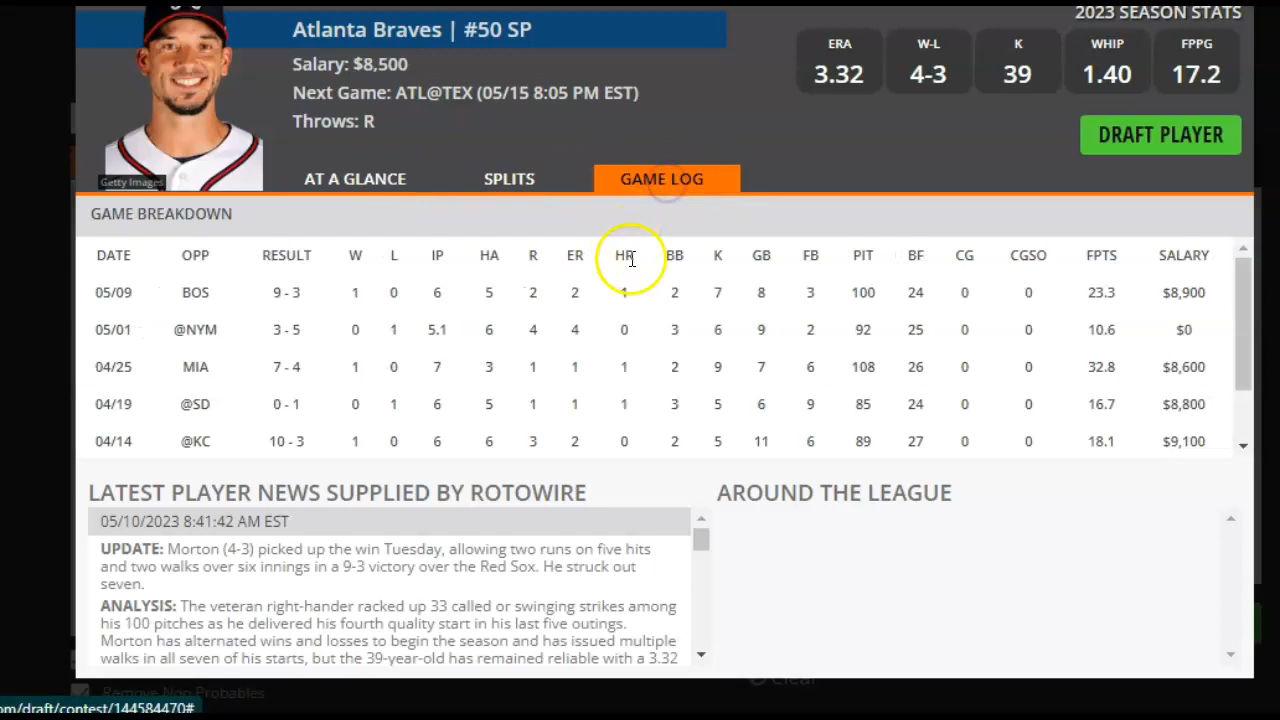 2023 SEASON STATS
Atlanta Braves | #50 SP
Salary: $8,500
Next Game: ATL@TEX (05/15 8:05 PM EST)
Throws: R
ERA W-L K WHIP FPPG
3.32 4-3 39 1.40 17.2
DRAFT PLAYER
Getty Images
AT A GLANCE SPLITS GAME LOG
GAME BREAKDOWN
DATE OPP RESULT W L IP HA R ER HR BB K GB FB PIT BF CG CGSO FPTS SALARY
05/09 BOS 9 - 3 1 0 6 5 2 2 1 2 7 8 3 100 24 0 0 23.3 $8,900
05/01 @NYM 3 - 5 0 1 5.1 6 4 4 0 3 6 9 2 92 25 0 0 10.6 $0
04/25 MIA 7 - 4 1 0 7 3 1 1 1 2 9 7 6 108 26 0 0 32.8 $8,600
04/19 @SD 0 - 1 0 1 6 5 1 1 1 3 5 6 9 85 24 0 0 16.7 $8,800
04/14 @KC 10 - 3 1 0 6 6 3 2 0 2 5 11 6 89 27 0 0 18.1 $9,100
LATEST PLAYER NEWS SUPPLIED BY ROTOWIRE
05/10/2023 8:41:42 AM EST
UPDATE: Morton (4-3) picked up the win Tuesday, allowing two runs on five hits
and two walks over six innings in a 9-3 victory over the Red Sox. He struck out
seven.
ANALYSIS: The veteran right-hander racked up 33 called or swinging strikes among
his 100 pitches as he delivered his fourth quality start in his last five outings.
Morton has alternated wins and losses to begin the season and has issued multiple
walks in all seven of his starts, but the 39-year-old has remained reliable with a 3.32
AROUND THE LEAGUE
Remove Non-Probables
Clear
om/draft/contest/144584470#